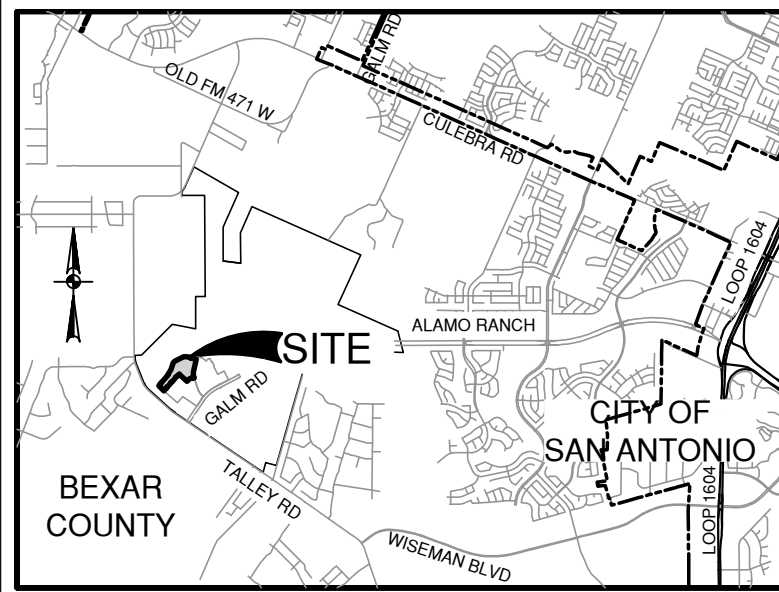 GALM RD
OLD FM 471 W
CULEBRA RD
LOOP 1604
ALAMO RANCH
SITE
GALM RD
CITY OF
SAN ANTONIO
BEXAR
COUNTY
TALLEY RD
LOOP 1604
WISEMAN BLVD